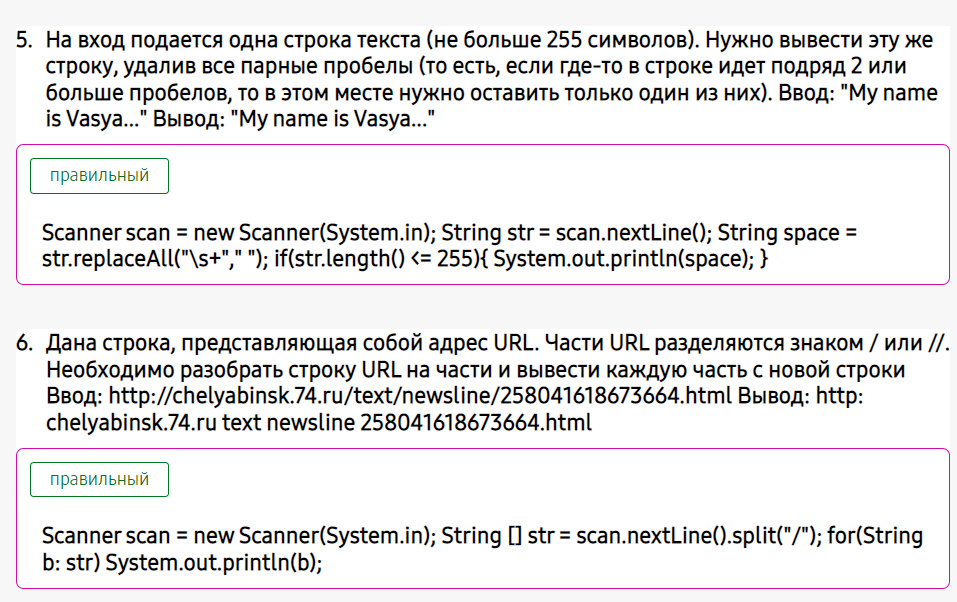 5. На вход подается одна строка текста (не больше 255 символов). Нужно вывести эту же
строку, удалив все парные пробелы (то есть, если где-то в строке идет подряд 2 или
больше пробелов, то в этом месте нужно оставить только один из них). Ввод: "My name
is Vasya..." Вывод: "My name is Vasya..."
правильный
Scanner scan = new Scanner(System.in); String str = scan.nextLine(); String space =
str.replaceAll("\s+"," "); if(str.length() <= 255){ System.out.println(space); }
6. Дана строка, представляющая собой адрес URL. Части URL разделяются знаком / или //.
Необходимо разобрать строку URL на части и вывести каждую часть с новой строки
Ввод: http://chelyabinsk.74.ru/text/newsline/258041618673664.html Вывод: http:
chelyabinsk.74.ru text newsline 258041618673664.html
правильный
Scanner scan = new Scanner(System.in); String [] str = scan.nextLine().split("/"); for(String
b: str) System.out.println(b);